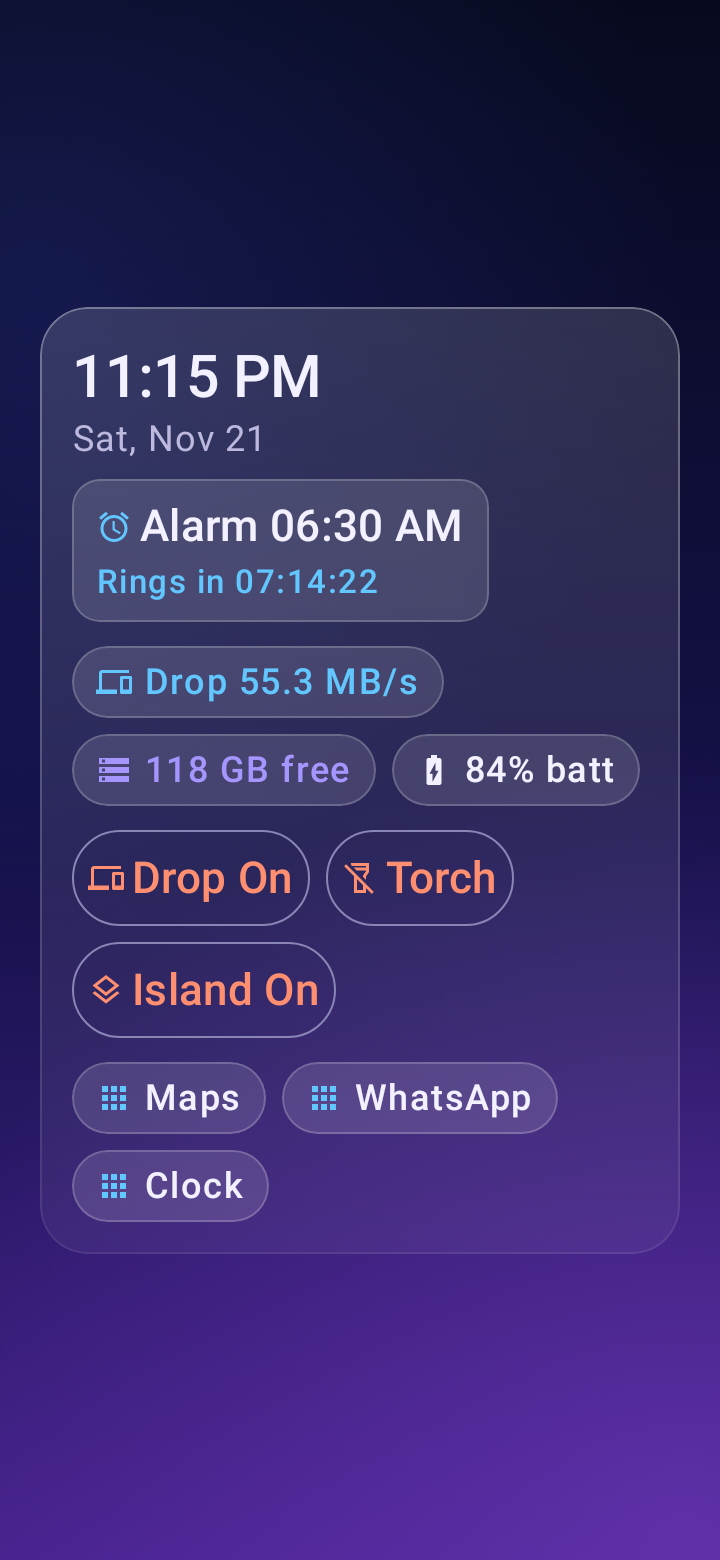 11:15 PM
Sat, Nov 21
Alarm 06:30 AM
Rings in 07:14:22
Drop 55.3 MB/s
118 GB free
84% batt
Drop On
Torch
Island On
Maps
WhatsApp
Clock